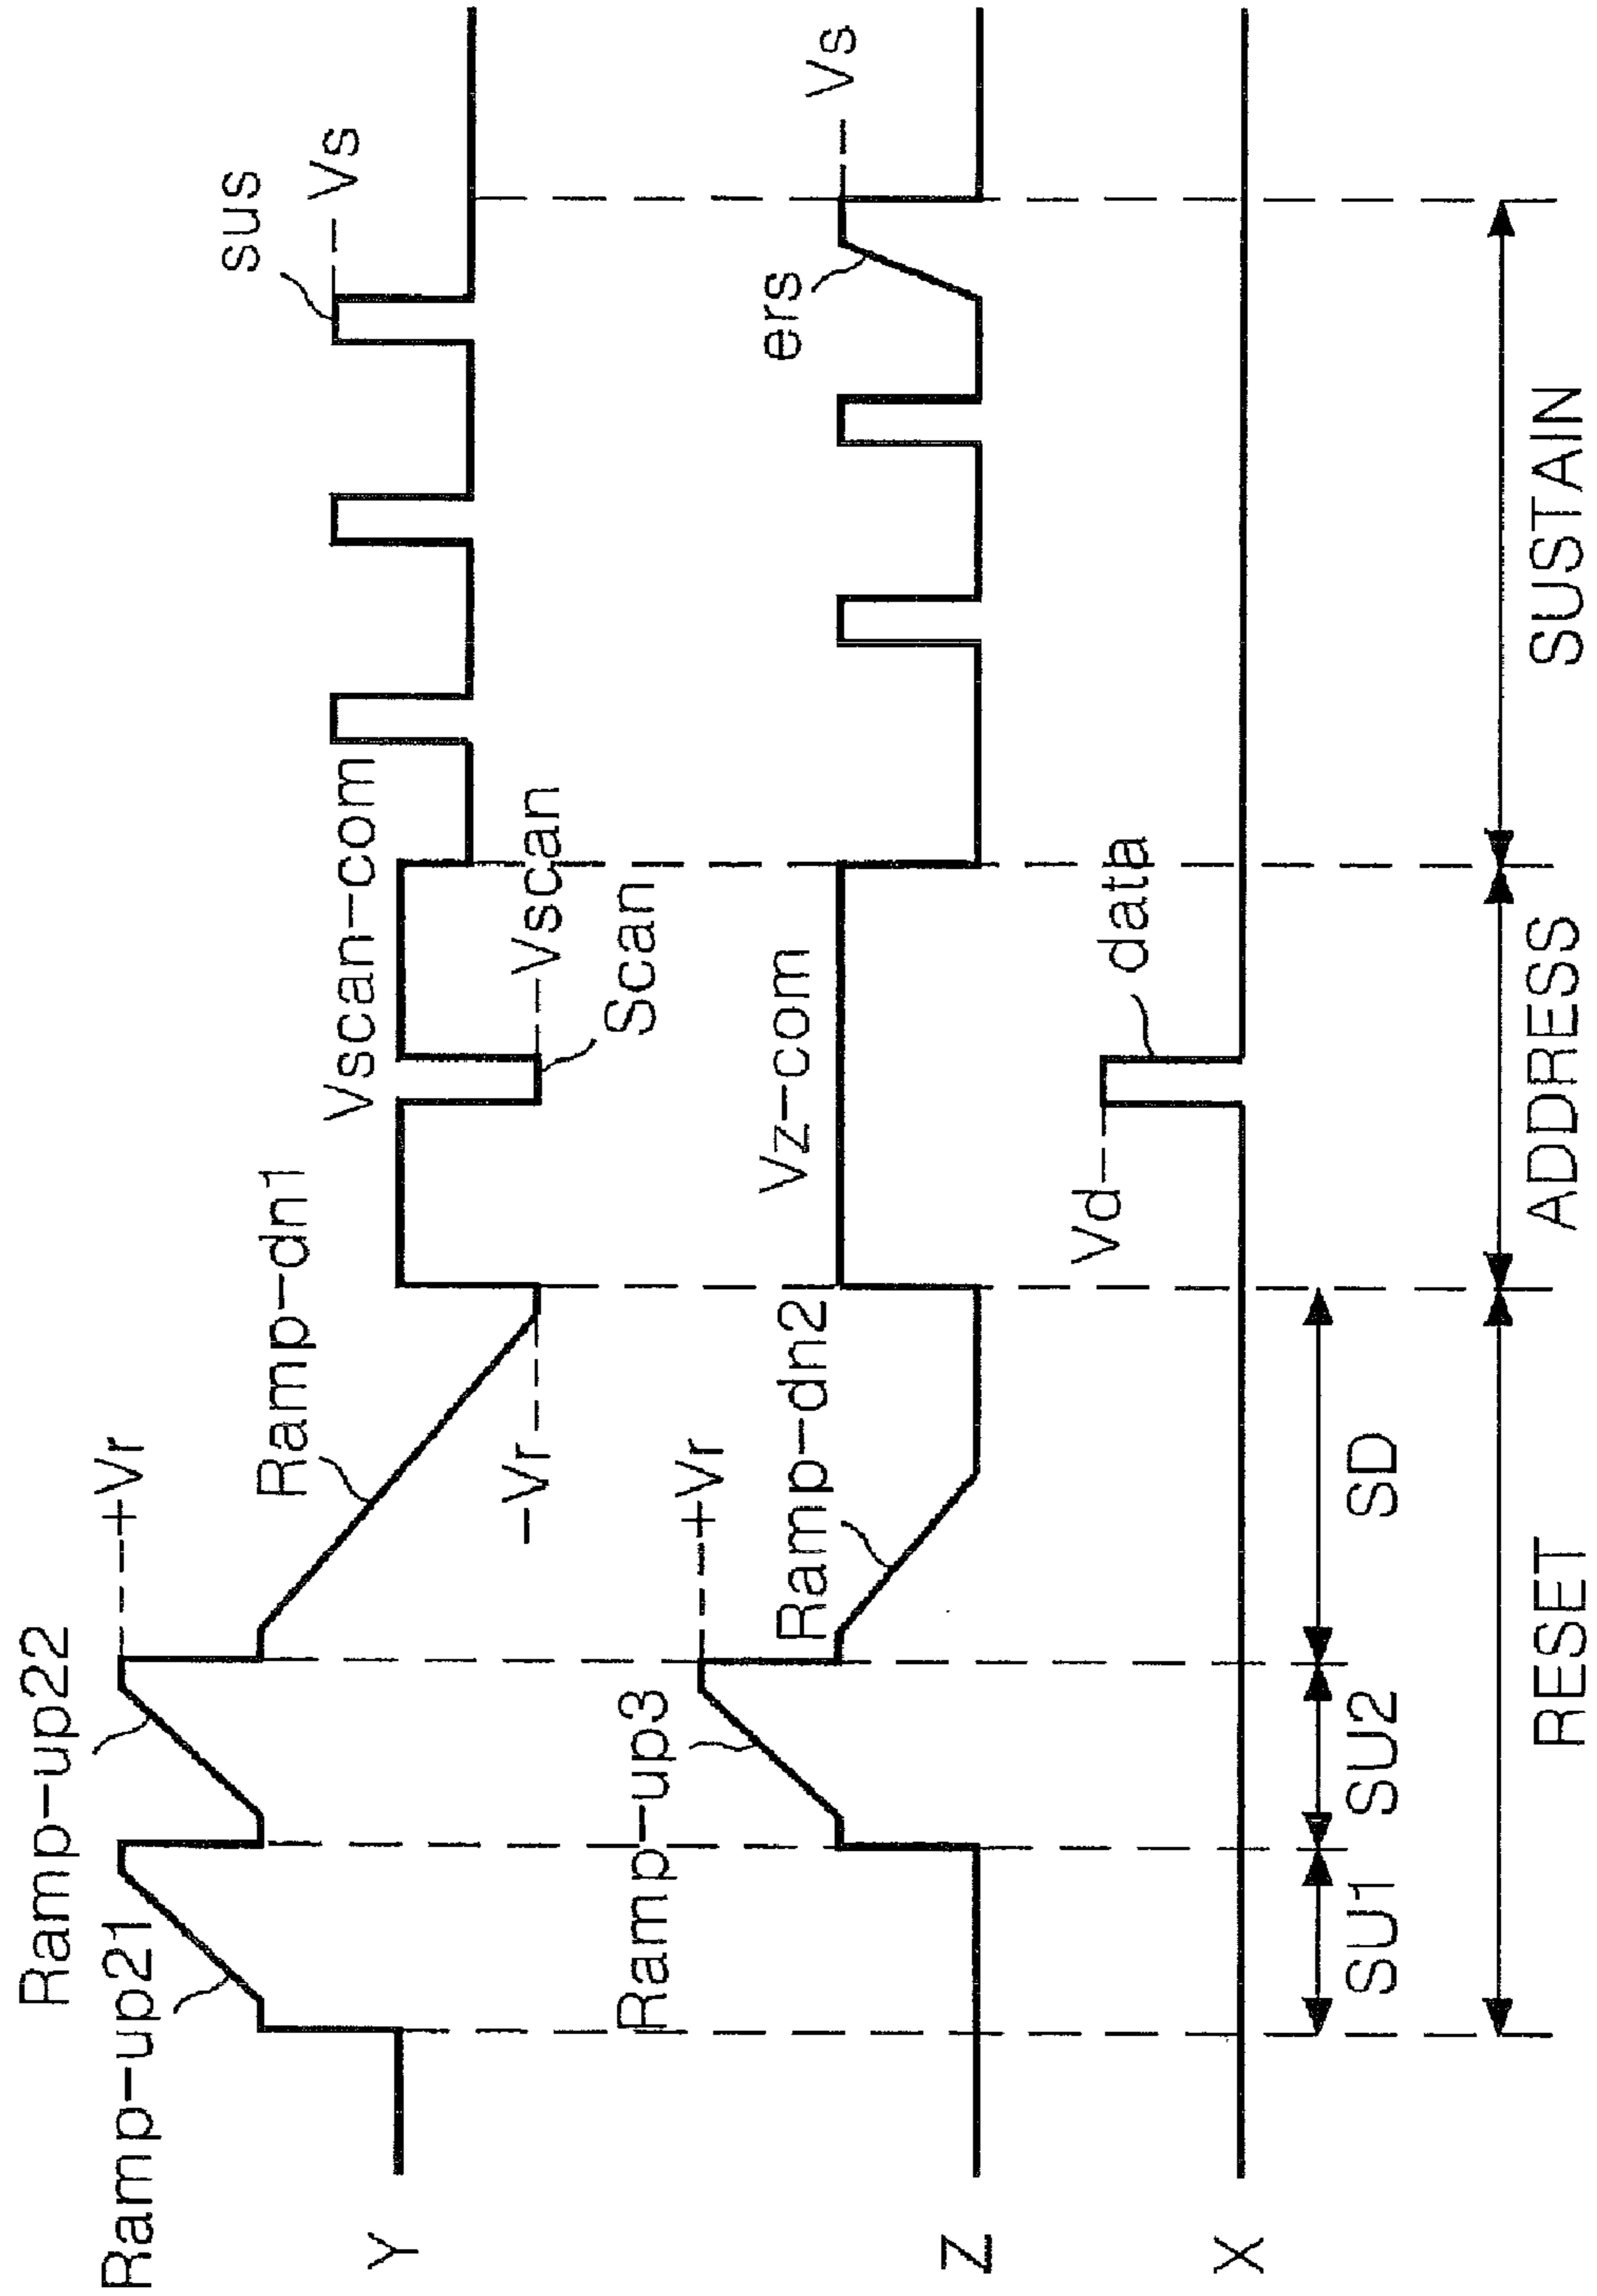 Ramp-up22
Ramp-up21
+Vr
Ramp-dn1
Vscan-com
sus
Vs
-Vr
Vscan
Scan
Y
Ramp-up3
+Vr
Ramp-dn2
Vz-com
ers
Vs
Z
Vd
data
X
SU1
SU2
SD
RESET
ADDRESS
SUSTAIN